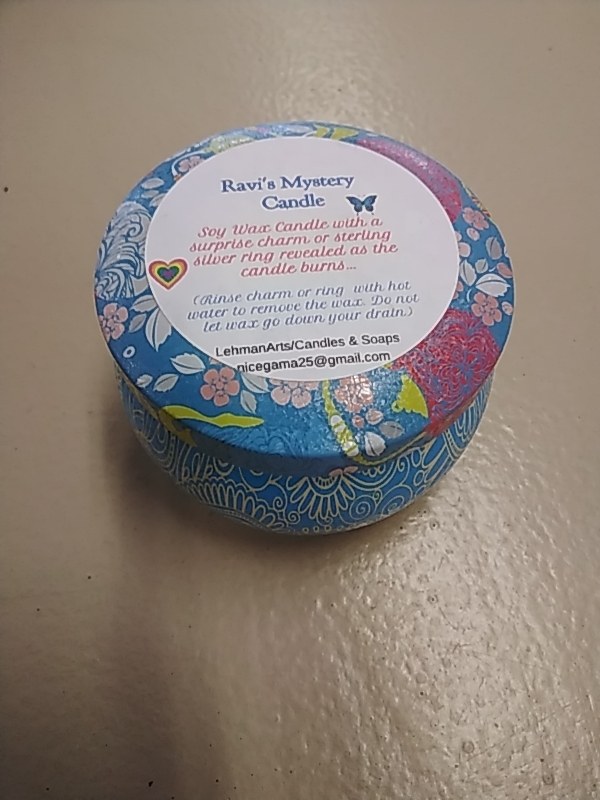 Ravi's Mystery
Candle
Soy Wax Candle with a
surprise charm or sterling
silver ring revealed as the
candle burns...
(Rinse charm or ring with hot
water to remove the wax. Do not
let wax go down your drain.)
LehmanArts/Candles & Soaps
nicegama25@gmail.com